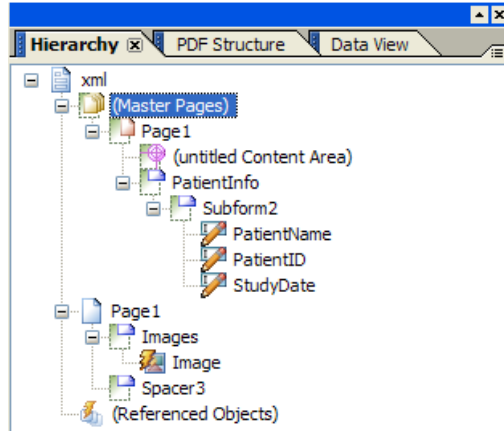 Hierarchy PDF Structure Data View
xml
(Master Pages)
Page1
(untitled Content Area)
PatientInfo
Subform2
PatientName
PatientID
StudyDate
Page1
Images
Image
Spacer3
(Referenced Objects)